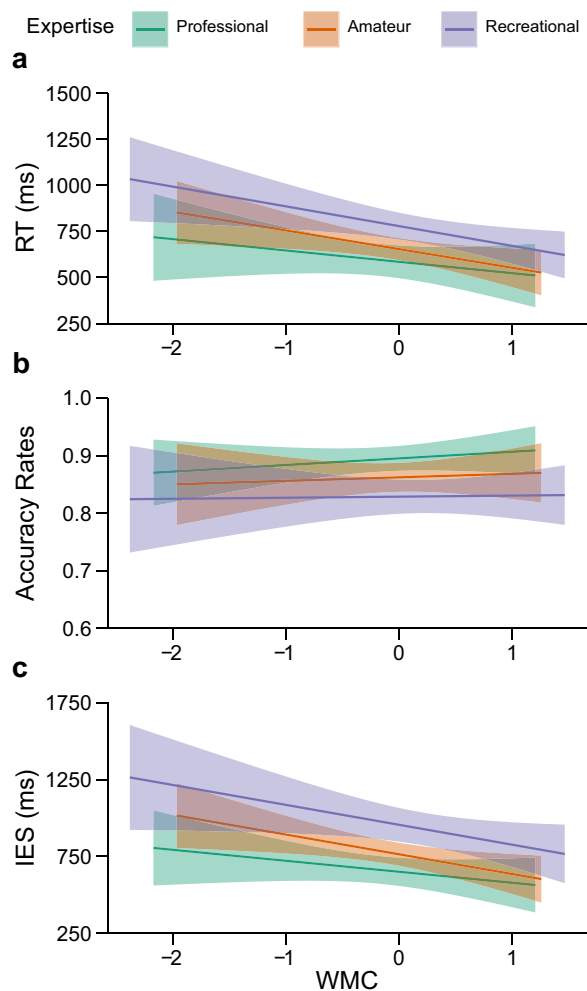 Expertise Professional Amateur Recreational
a
1500
1250
1000
750
500
250
RT (ms)
−2 −1 0 1
b
1.0
0.9
0.8
0.7
0.6
Accuracy Rates
−2 −1 0 1
c
1750
1250
750
250
IES (ms)
−2 −1 0 1
WMC